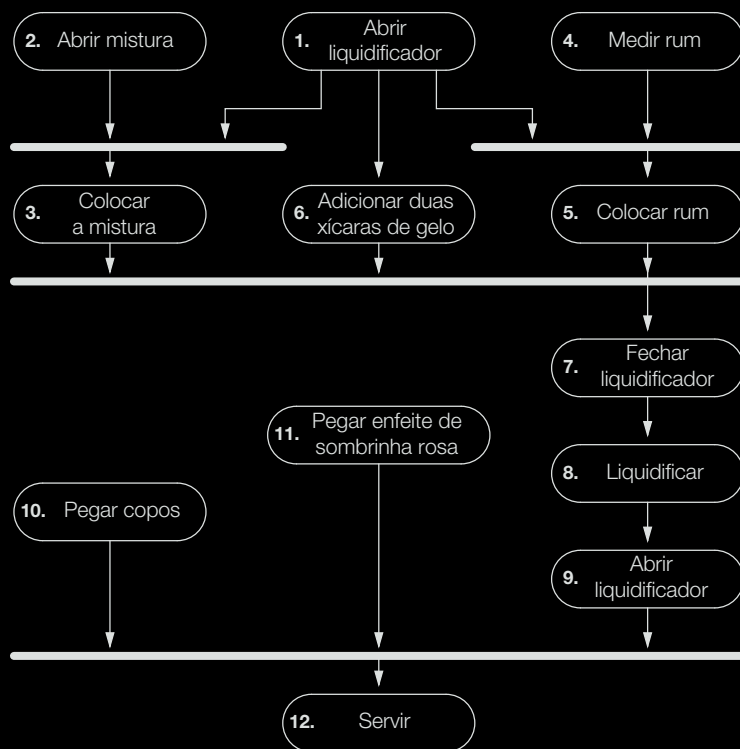 2. Abrir mistura
1. Abrir
liquidificador
4. Medir rum
3. Colocar
a mistura
6. Adicionar duas
xícaras de gelo
5. Colocar rum
7. Fechar
liquidificador
11. Pegar enfeite de
sombrinha rosa
8. Liquidificar
10. Pegar copos
9. Abrir
liquidificador
12. Servir